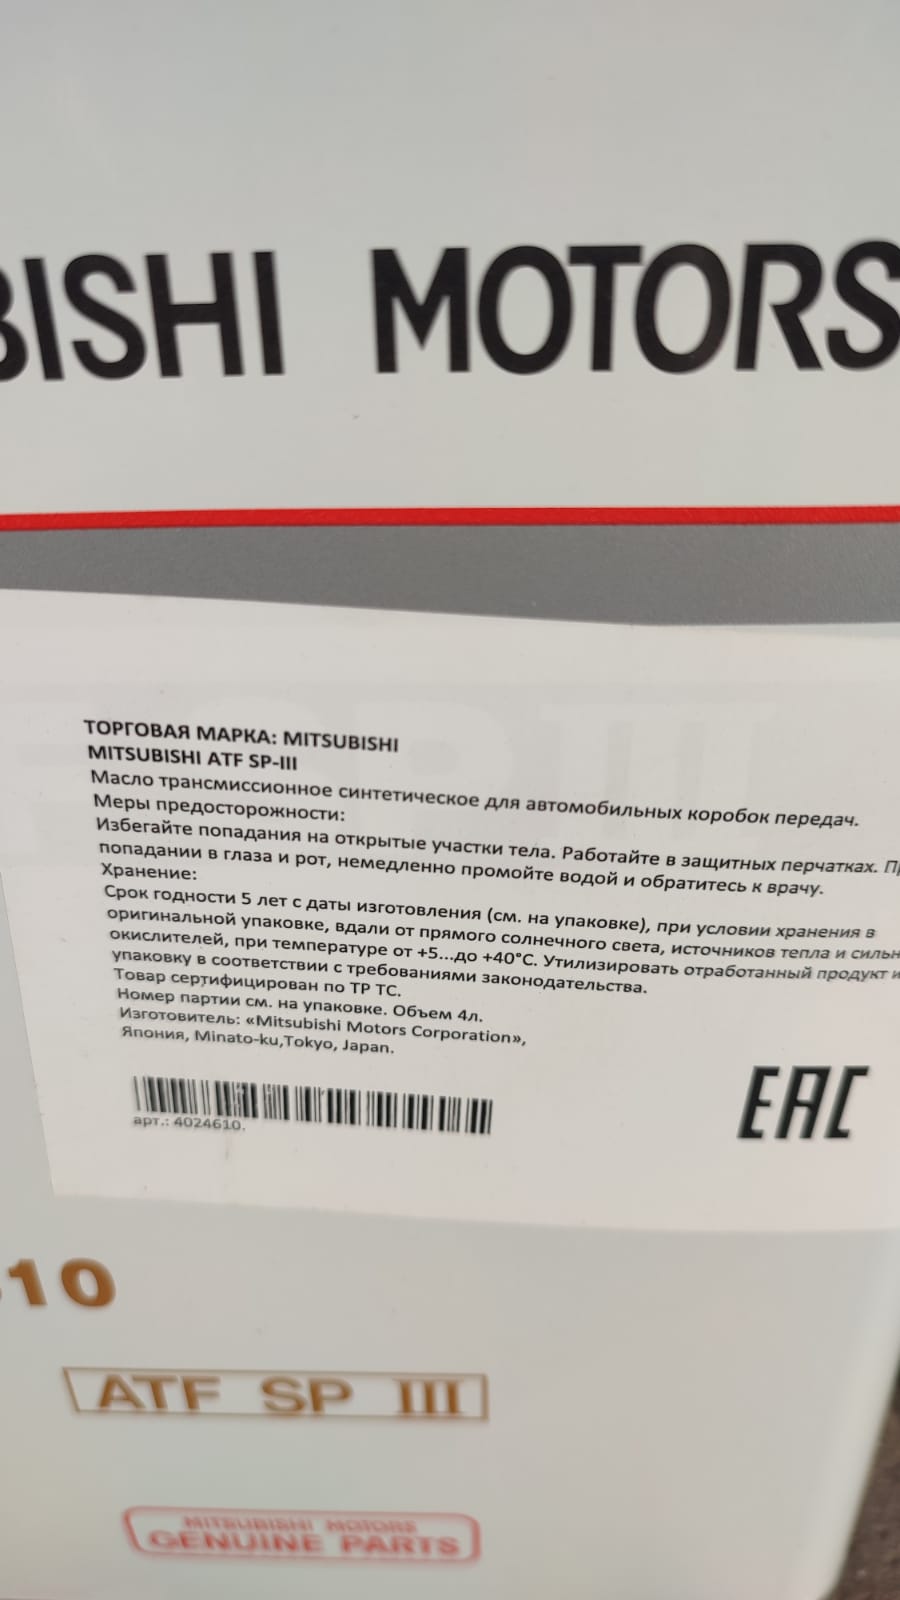 BISHI MOTORS
ТОРГОВАЯ МАРКА: MITSUBISHI
MITSUBISHI ATF SP-III
Масло трансмиссионное синтетическое для автомобильных коробок передач.
Меры предосторожности:
Избегайте попадания на открытые участки тела. Работайте в защитных перчатках. Пр
попадании в глаза и рот, немедленно промойте водой и обратитесь к врачу.
Хранение:
Срок годности 5 лет с даты изготовления (см. на упаковке), при условии хранения в
оригинальной упаковке, вдали от прямого солнечного света, источников тепла и сильн
окислителей, при температуре от +5...до +40°С. Утилизировать отработанный продукт и
упаковку в соответствии с требованиями законодательства.
Товар сертифицирован по ТР ТС.
Номер партии см. на упаковке. Объем 4л.
Изготовитель: «Mitsubishi Motors Corporation»,
Япония, Minato-ku,Tokyo, Japan.
арт.: 4024610.
EAC
10
ATF SP III
MITSUBISHI MOTORS
GENUINE PARTS